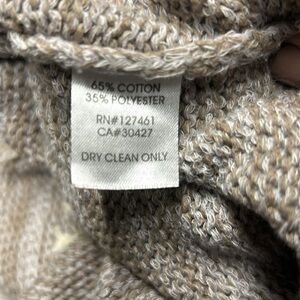 65% COTTON
35% POLYESTER
RN#127461
CA#30427
DRY CLEAN ONLY